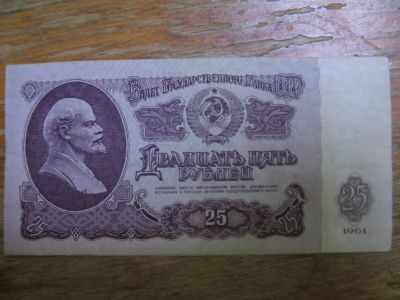 Билет Государственного Банка СССР
Двадцать пять
рублей
25
25
1961